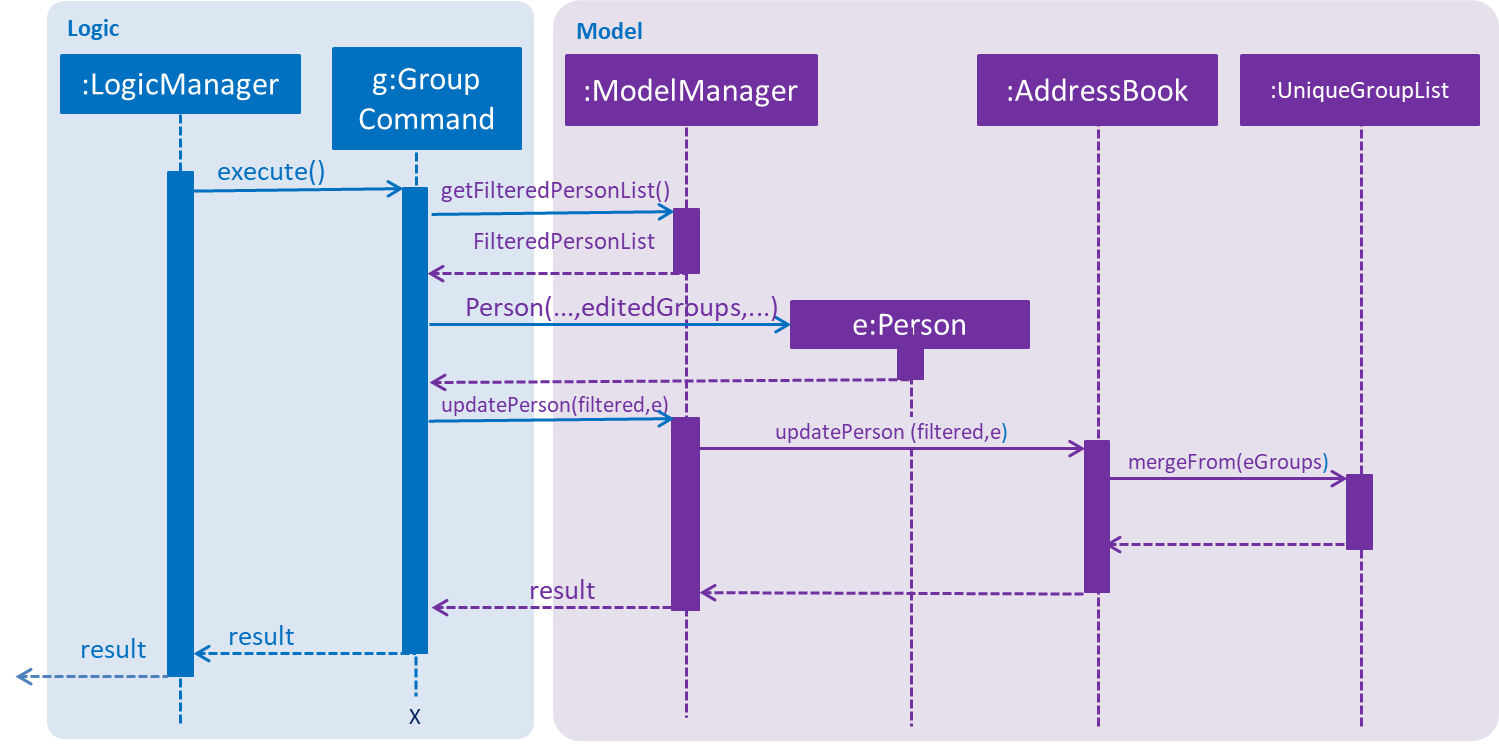 Logic
Model
:LogicManager
g:Group
Command
:ModelManager
:AddressBook
:UniqueGroupList
execute()
getFilteredPersonList()
FilteredPersonList
Person(...,editedGroups,...)
e:Person
updatePerson(filtered,e)
updatePerson (filtered,e)
mergeFrom(eGroups)
result
result
result
X